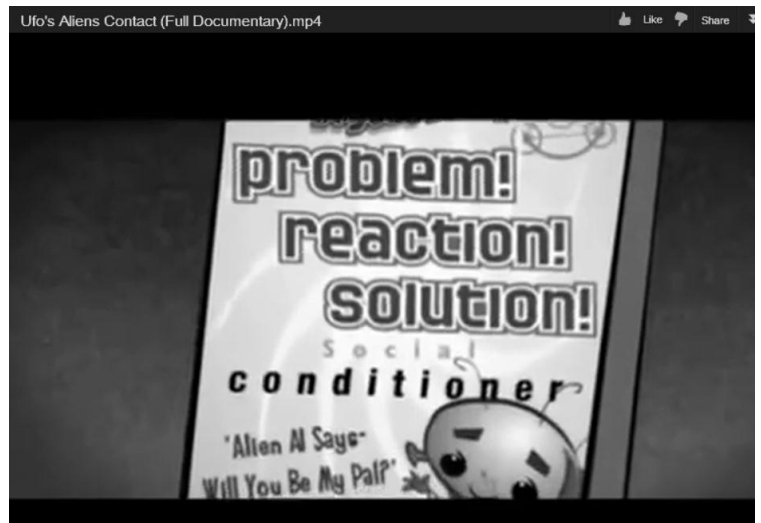 Ufo's Aliens Contact (Full Documentary).mp4
Like
Share
problem!
reaction!
solution!
Social
conditioner
"Alien Al Says-
Will You Be My Pal?"